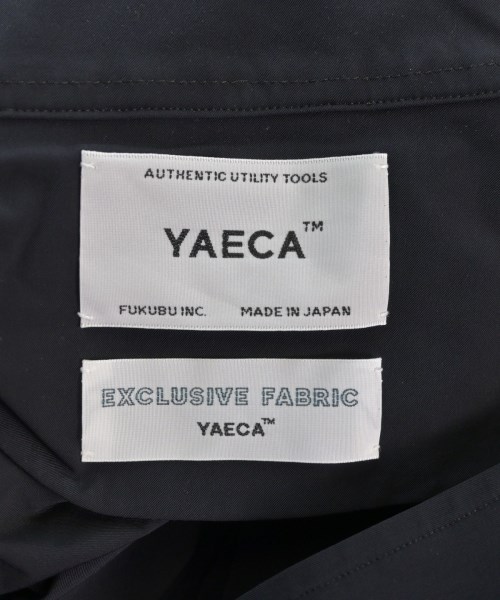 AUTHENTIC UTILITY TOOLS
YAECA™
FUKUBU INC. MADE IN JAPAN
EXCLUSIVE FABRIC
YAECA™